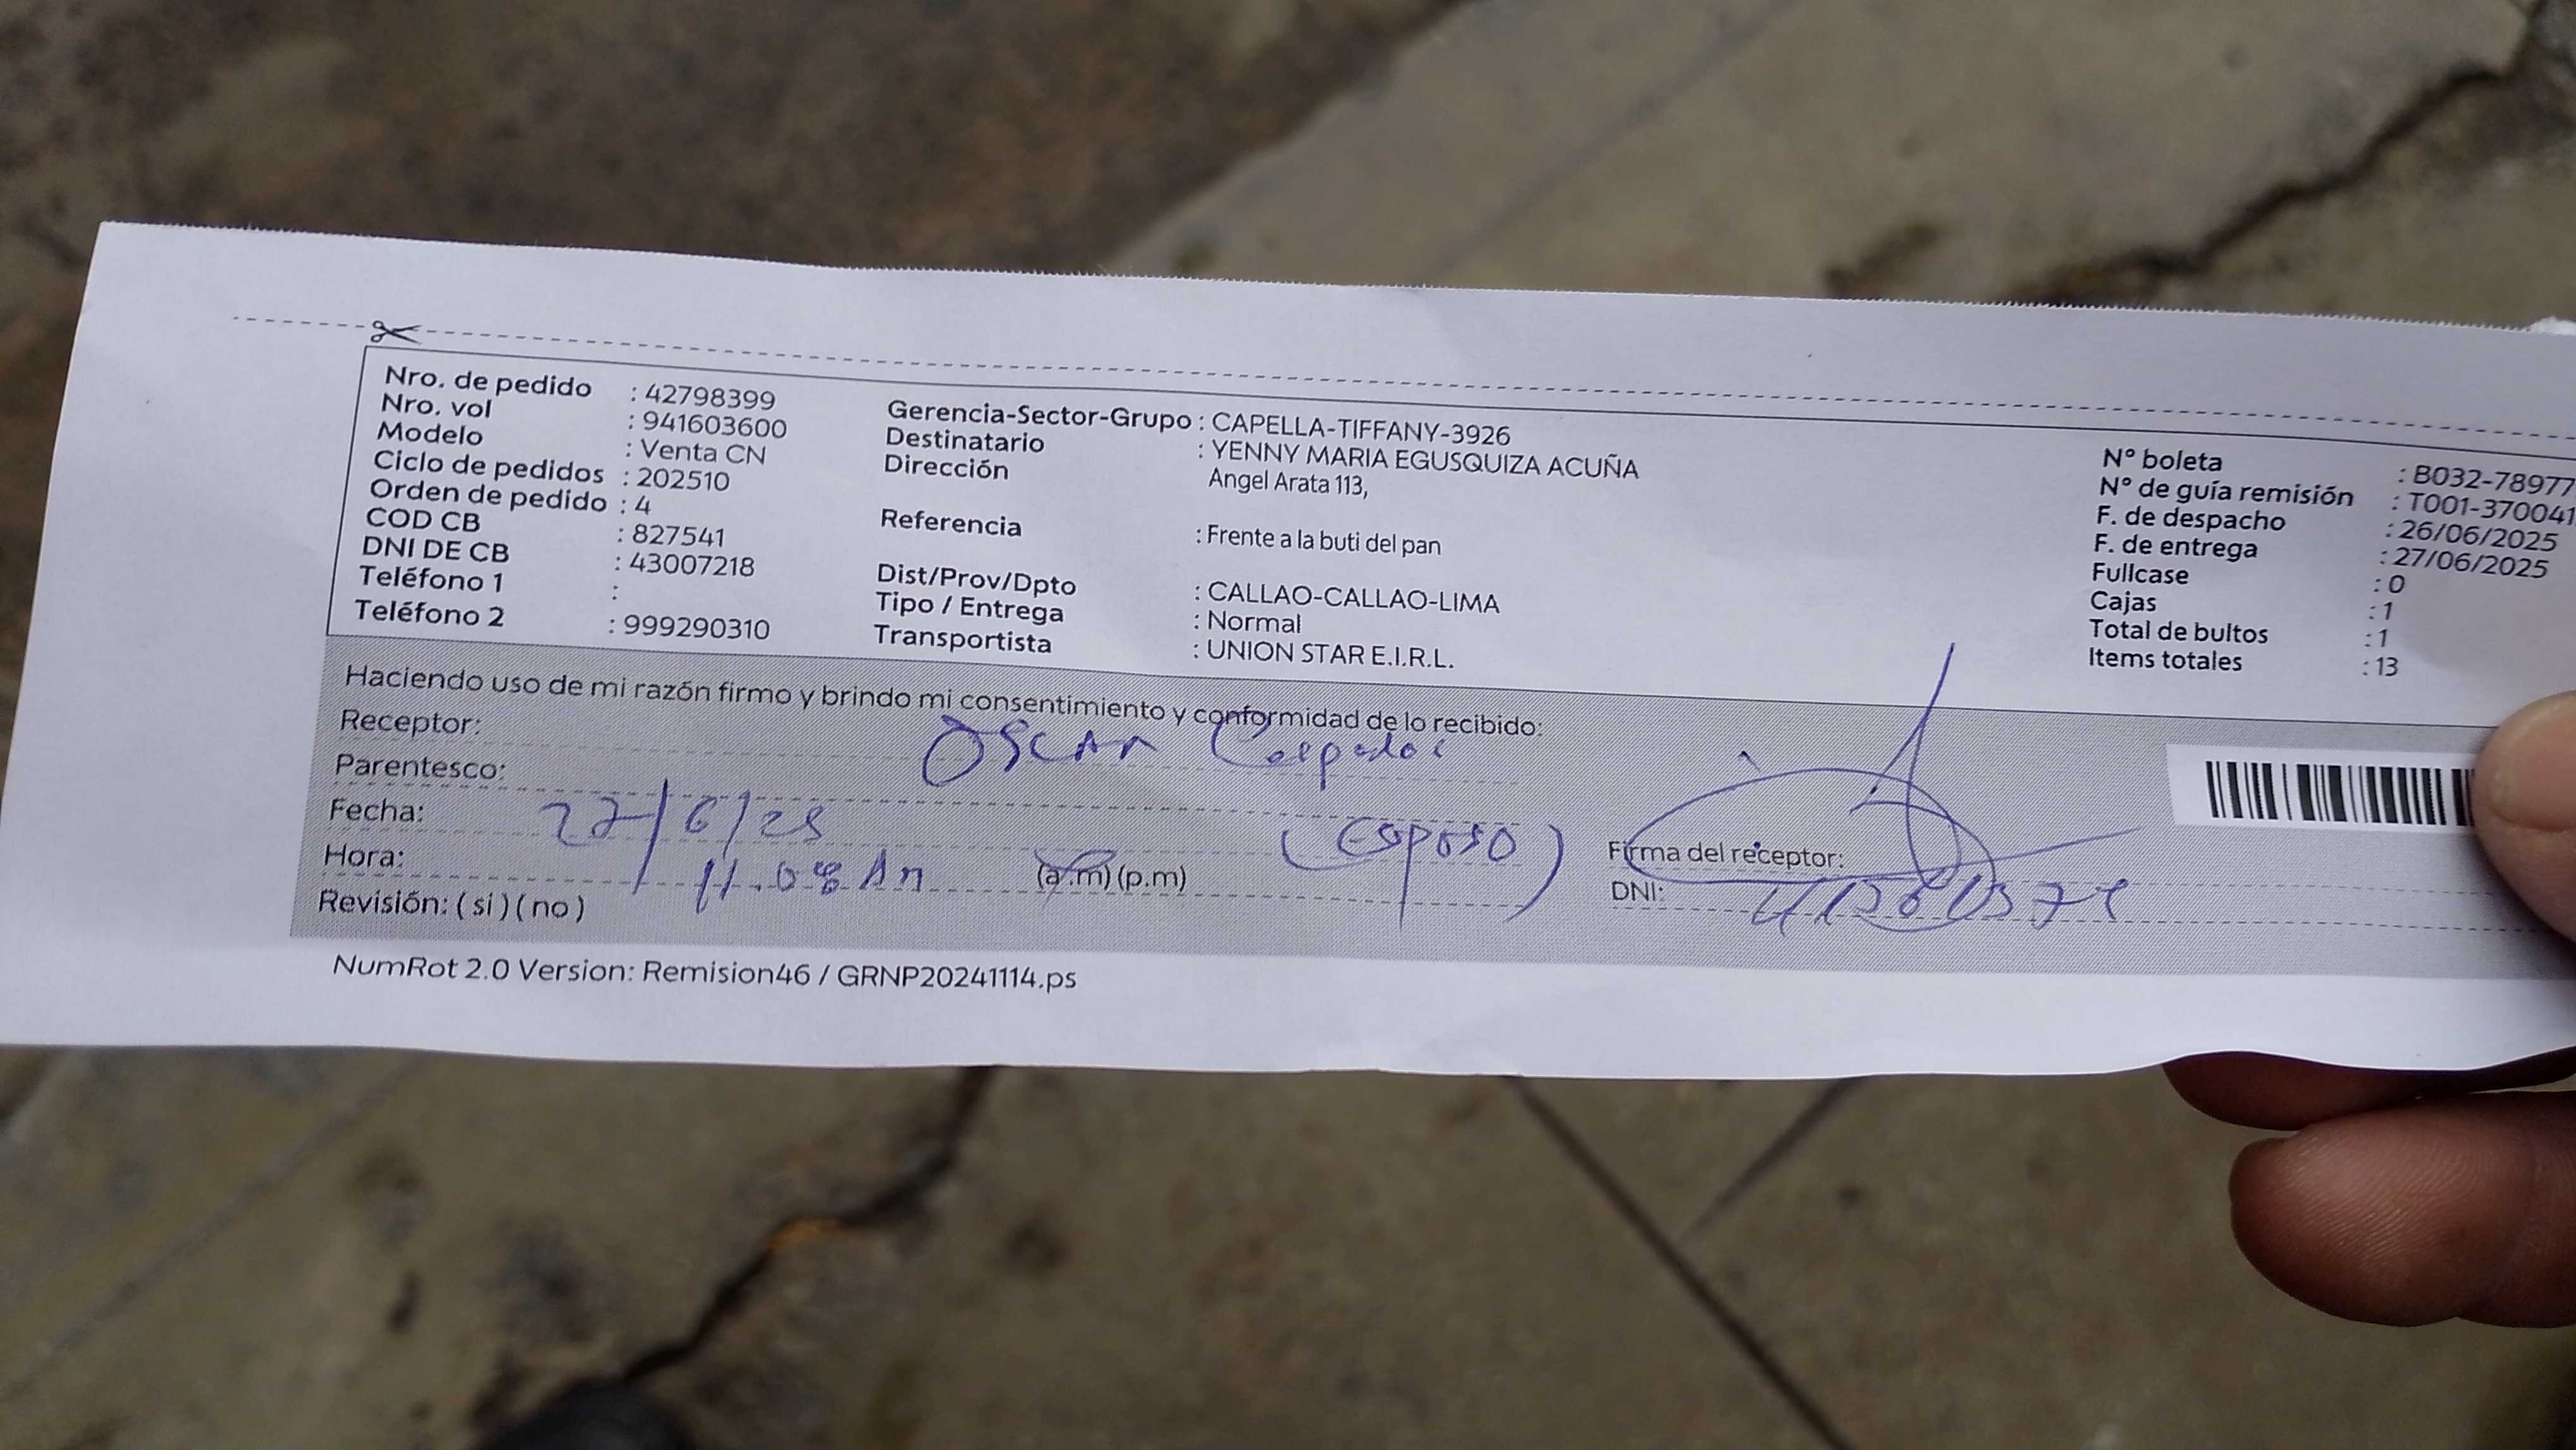 Nro. de pedido : 42798399
Nro. vol : 941603600
Modelo : Venta CN
Ciclo de pedidos : 202510
Orden de pedido : 4
COD CB : 827541
DNI DE CB : 43007218
Teléfono 1 :
Teléfono 2 : 999290310
Gerencia-Sector-Grupo : CAPELLA-TIFFANY-3926
Destinatario : YENNY MARIA EGUSQUIZA ACUÑA
Dirección Angel Arata 113,
Referencia : Frente a la buti del pan
Dist/Prov/Dpto : CALLAO-CALLAO-LIMA
Tipo / Entrega : Normal
Transportista : UNION STAR E.I.R.L.
N° boleta : B032-78977
N° de guía remisión : T001-370041
F. de despacho : 26/06/2025
F. de entrega : 27/06/2025
Fullcase : 0
Cajas : 1
Total de bultos : 1
Items totales : 13
Haciendo uso de mi razón firmo y brindo mi consentimiento y conformidad de lo recibido:
Receptor: OSCAR
Parentesco: (Esposo)
Fecha: 27/6/25
Hora: 11.08 AM (a.m) (p.m)
Revisión: ( si ) ( no )
Firma del receptor:
DNI:
NumRot 2.0 Version: Remision46 / GRNP20241114.ps